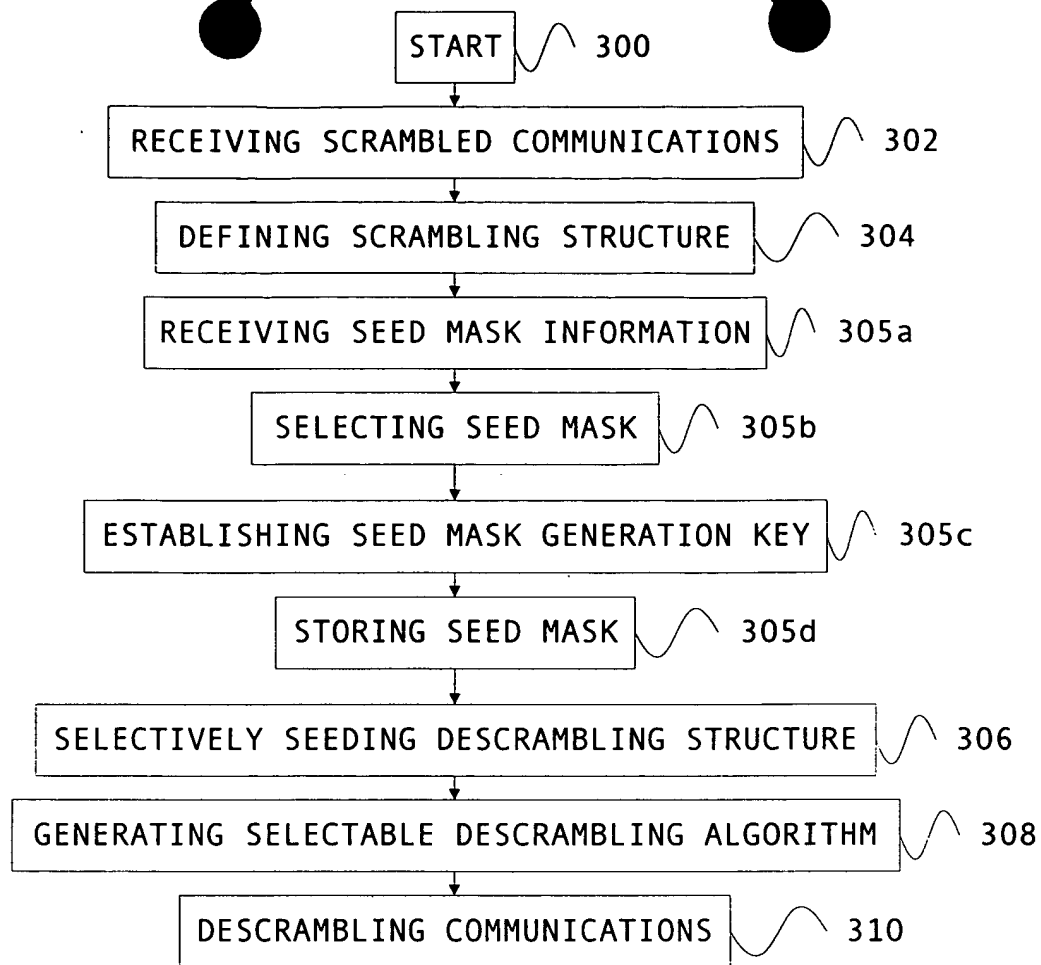 START 300
RECEIVING SCRAMBLED COMMUNICATIONS 302
DEFINING SCRAMBLING STRUCTURE 304
RECEIVING SEED MASK INFORMATION 305a
SELECTING SEED MASK 305b
ESTABLISHING SEED MASK GENERATION KEY 305c
STORING SEED MASK 305d
SELECTIVELY SEEDING DESCRAMBLING STRUCTURE 306
GENERATING SELECTABLE DESCRAMBLING ALGORITHM 308
DESCRAMBLING COMMUNICATIONS 310